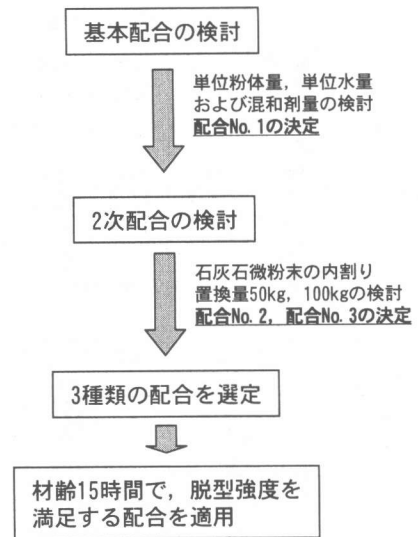 基本配合の検討
単位粉体量，単位水量
および混和剤量の検討
配合No.1の決定
2次配合の検討
石灰石微粉末の内割り
置換量50kg，100kgの検討
配合No.2，配合No.3の決定
3種類の配合を選定
材齢15時間で，脱型強度を
満足する配合を適用